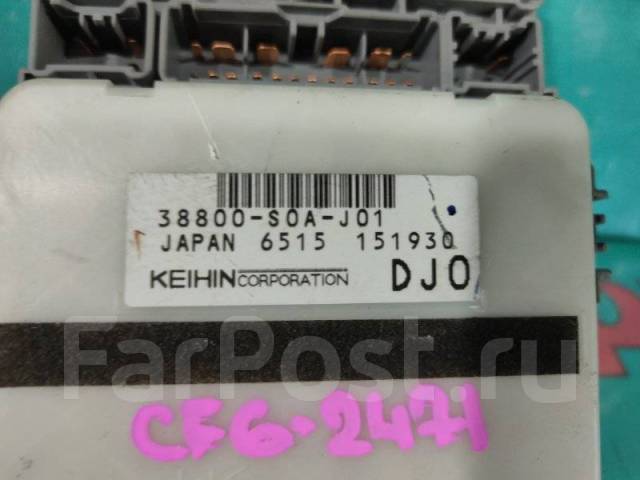 38800-S0A-J01
JAPAN 6515 151930
KEIHIN CORPORATION DJ0
FarPost.ru
CF6-2471